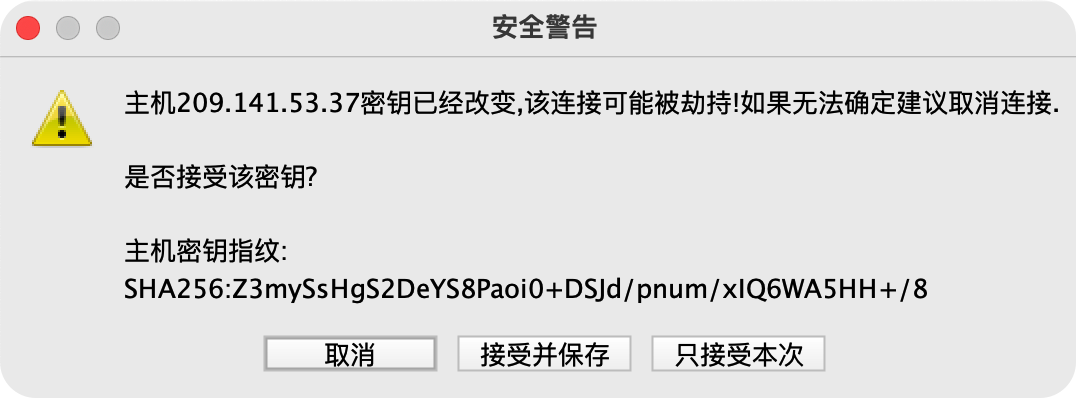 安全警告
主机209.141.53.37密钥已经改变,该连接可能被劫持!如果无法确定建议取消连接.
是否接受该密钥?
主机密钥指纹:
SHA256:Z3mySsHgS2DeYS8Paoi0+DSJd/pnum/xIQ6WA5HH+/8
取消
接受并保存
只接受本次